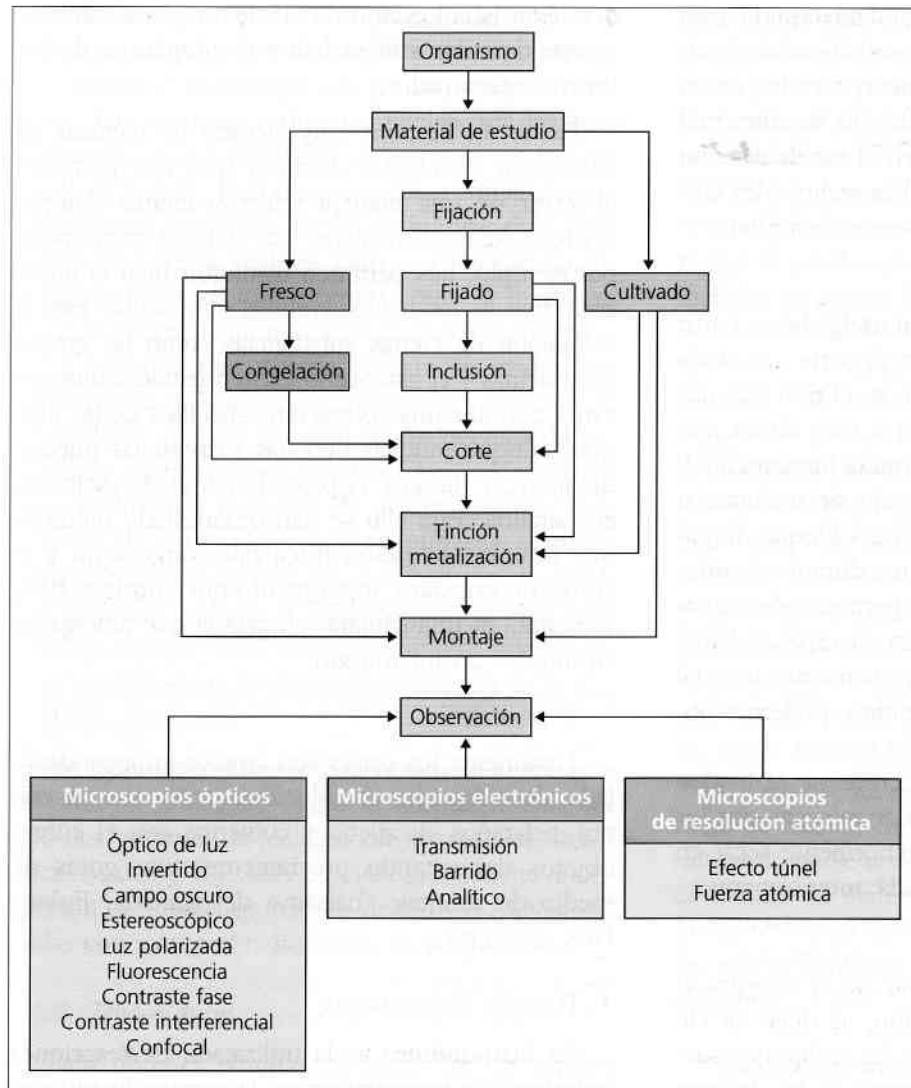 Organismo
Material de estudio
Fijación
Fresco
Fijado
Cultivado
Congelación
Inclusión
Corte
Tinción
metalización
Montaje
Observación
Microscopios ópticos
Óptico de luz
Invertido
Campo oscuro
Estereoscópico
Luz polarizada
Fluorescencia
Contraste fase
Contraste interferencial
Confocal
Microscopios electrónicos
Transmisión
Barrido
Analítico
Microscopios
de resolución atómica
Efecto túnel
Fuerza atómica